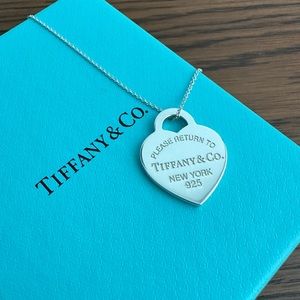 TIFFANY & CO.
PLEASE RETURN TO
TIFFANY & CO.
NEW YORK
925